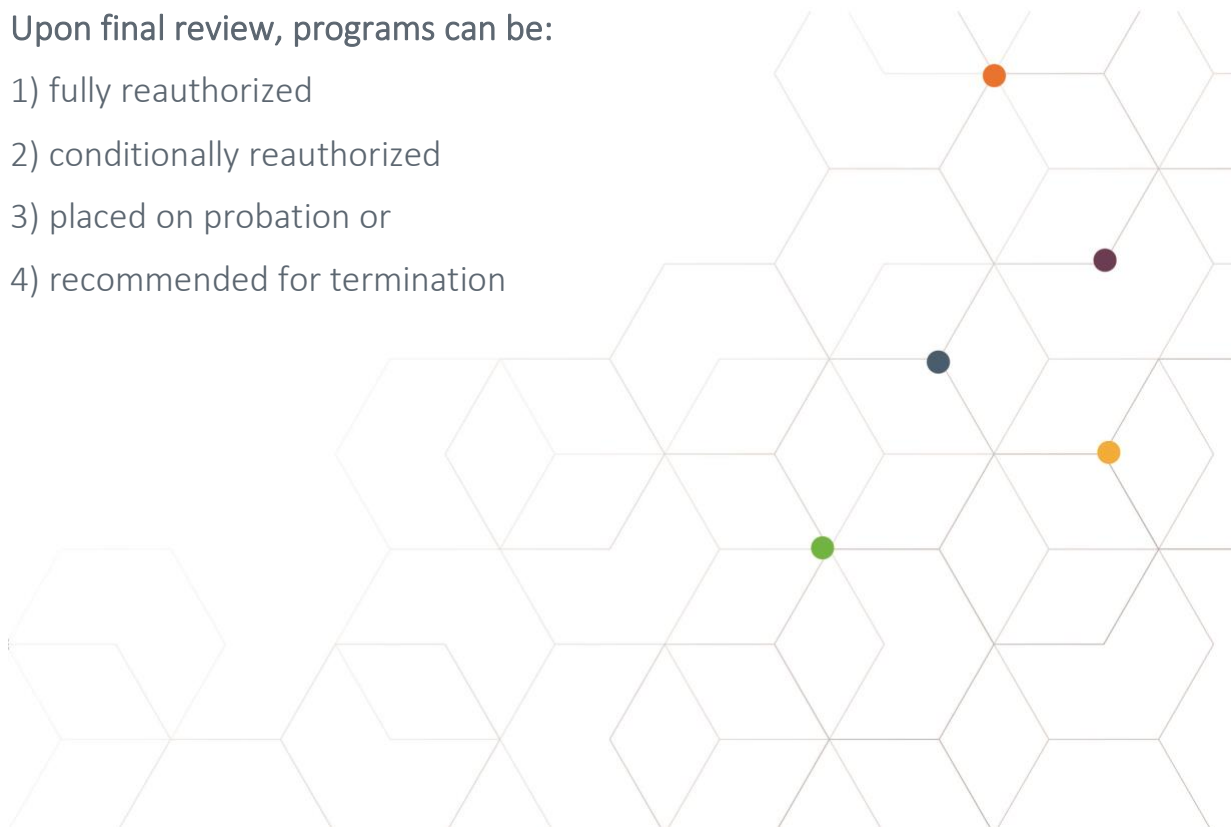 Upon final review, programs can be:
1) fully reauthorized
2) conditionally reauthorized
3) placed on probation or
4) recommended for termination